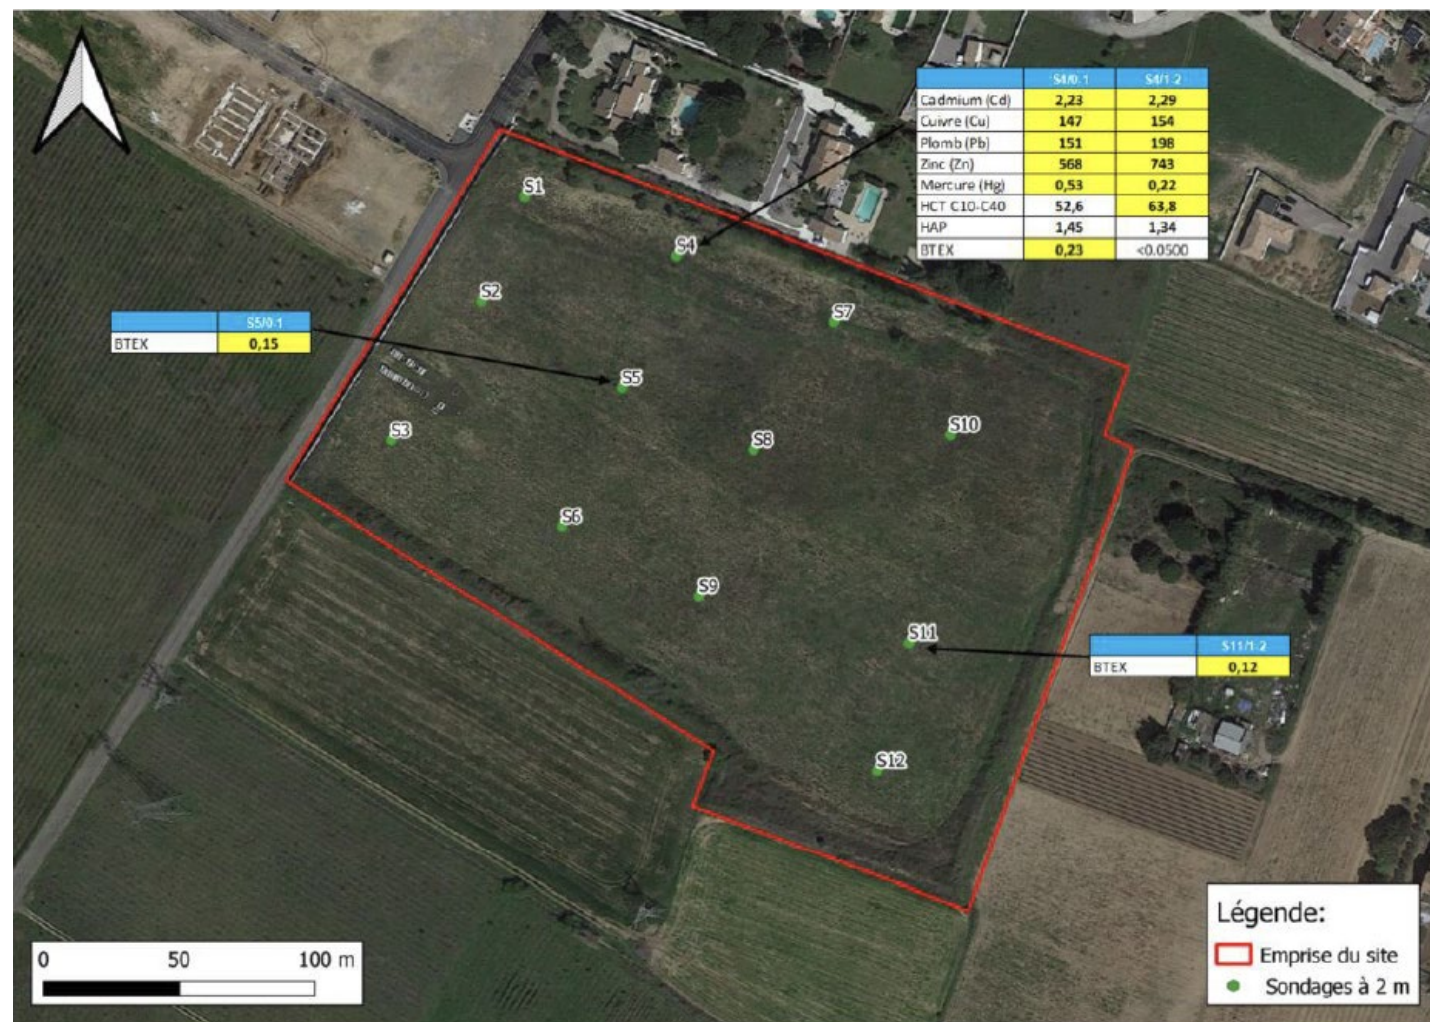 S4/0-1 S4/1-2
Cadmium (Cd) 2,23 2,29
Cuivre (Cu) 147 154
Plomb (Pb) 151 198
Zinc (Zn) 568 743
Mercure (Hg) 0,53 0,22
HCT C10-C40 52,6 63,8
HAP 1,45 1,34
BTEX 0,23 <0.0500
S1
S4
S2
S7
S5/0-1
BTEX 0,15
S5
S3
S10
S8
S6
S9
S11
S11/1-2
BTEX 0,12
S12
Légende:
Emprise du site
Sondages à 2 m
0 50 100 m